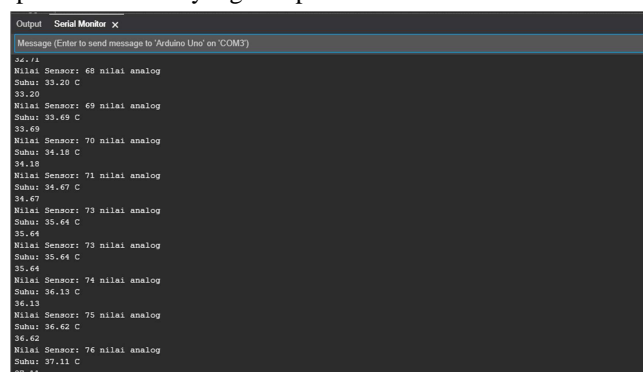 Output Serial Monitor x
Message (Enter to send message to 'Arduino Uno' on 'COM3')
32.71
Nilai Sensor: 68 nilai analog
Suhu: 33.20 C
33.20
Nilai Sensor: 69 nilai analog
Suhu: 33.69 C
33.69
Nilai Sensor: 70 nilai analog
Suhu: 34.18 C
34.18
Nilai Sensor: 71 nilai analog
Suhu: 34.67 C
34.67
Nilai Sensor: 73 nilai analog
Suhu: 35.64 C
35.64
Nilai Sensor: 73 nilai analog
Suhu: 35.64 C
35.64
Nilai Sensor: 74 nilai analog
Suhu: 36.13 C
36.13
Nilai Sensor: 75 nilai analog
Suhu: 36.62 C
36.62
Nilai Sensor: 76 nilai analog
Suhu: 37.11 C